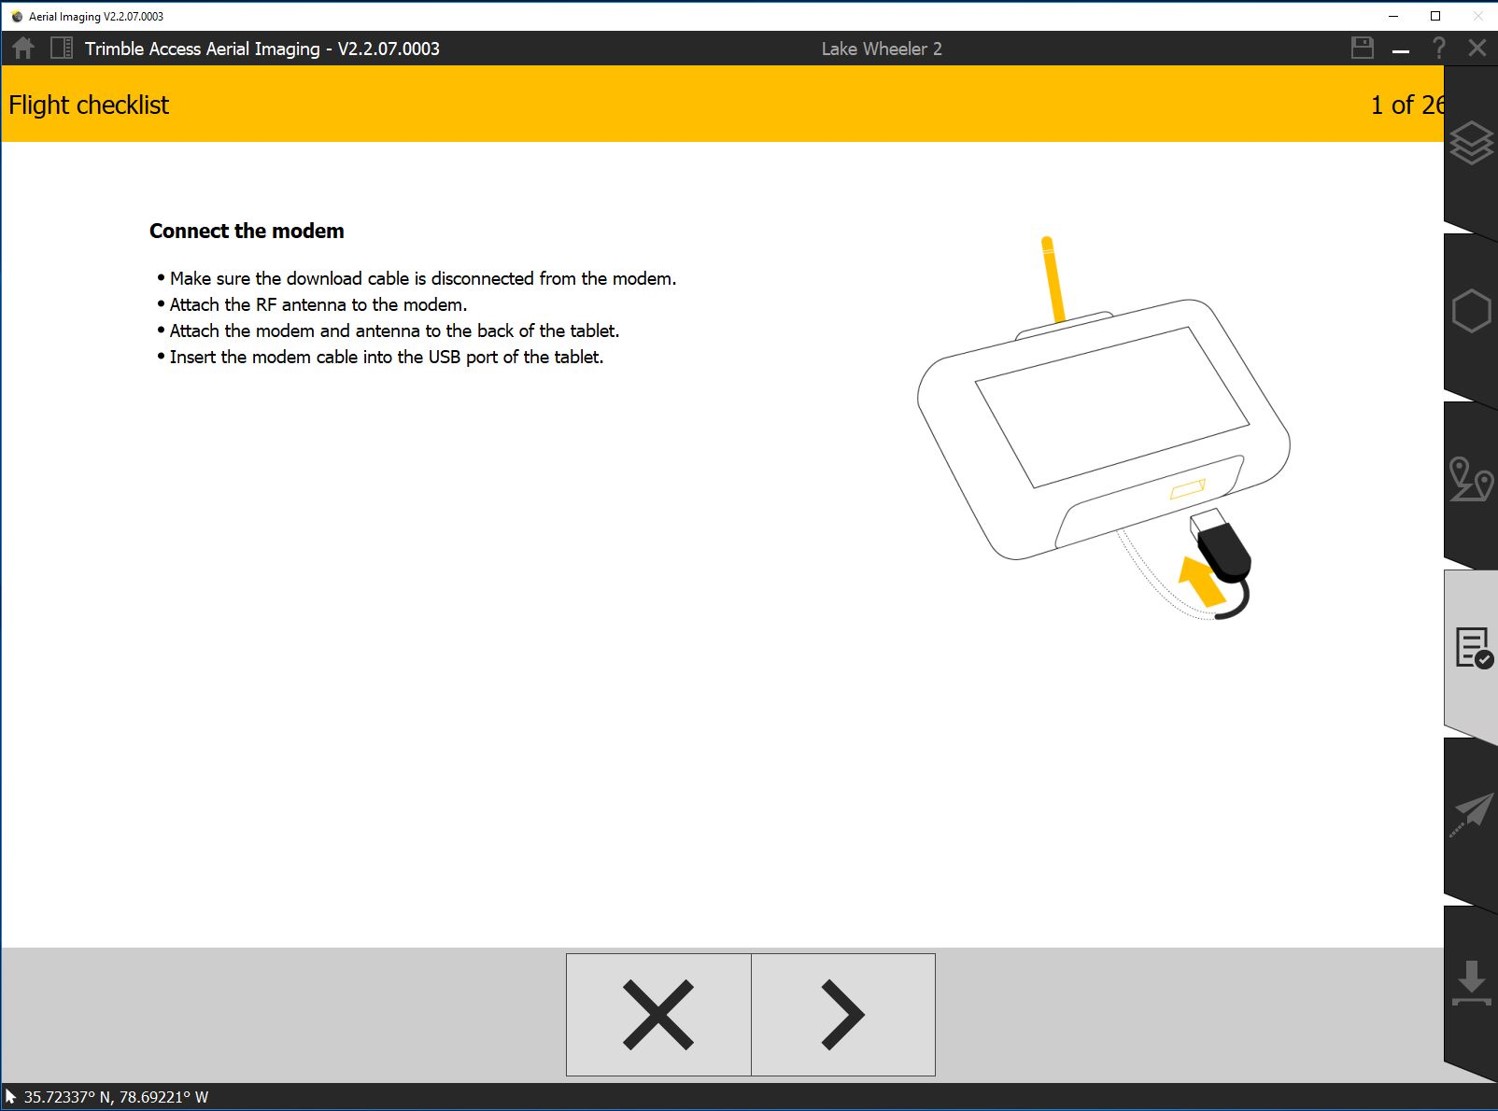 Aerial Imaging V2.2.07.0003
Trimble Access Aerial Imaging - V2.2.07.0003
Lake Wheeler 2
?
Flight checklist
1 of 26
Connect the modem
• Make sure the download cable is disconnected from the modem.
• Attach the RF antenna to the modem.
• Attach the modem and antenna to the back of the tablet.
• Insert the modem cable into the USB port of the tablet.
35.72337° N, 78.69221° W